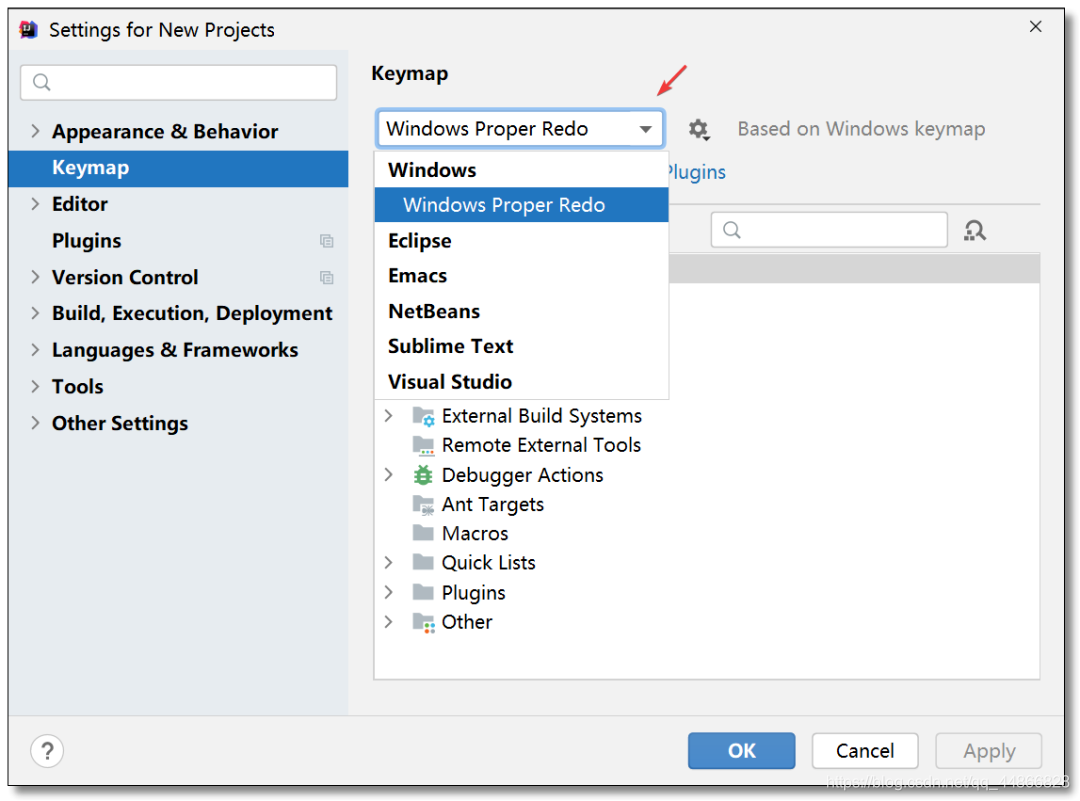 Settings for New Projects
Appearance & Behavior
Keymap
Editor
Plugins
Version Control
Build, Execution, Deployment
Languages & Frameworks
Tools
Other Settings
Keymap
Windows Proper Redo
Based on Windows keymap
Plugins
Windows
Windows Proper Redo
Eclipse
Emacs
NetBeans
Sublime Text
Visual Studio
External Build Systems
Remote External Tools
Debugger Actions
Ant Targets
Macros
Quick Lists
Plugins
Other
?
OK
Cancel
Apply
https://blog.csdn.net/qq_44866828